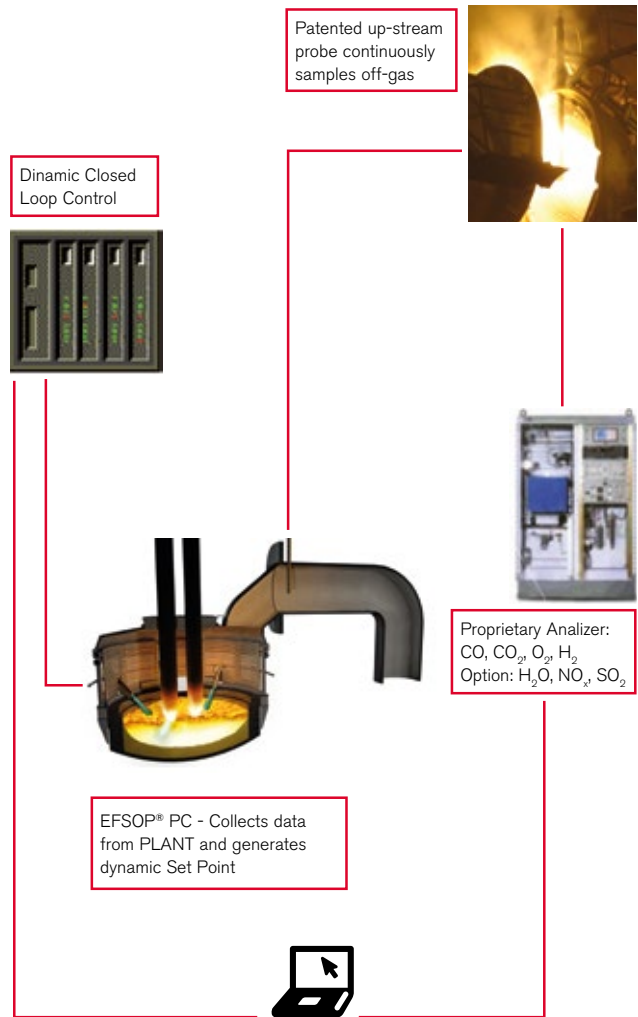 Patented up-stream
probe continuously
samples off-gas
Dinamic Closed
Loop Control
Proprietary Analizer:
CO, CO₂, O₂, H₂
Option: H₂O, NOₓ, SO₂
EFSOP® PC - Collects data
from PLANT and generates
dynamic Set Point